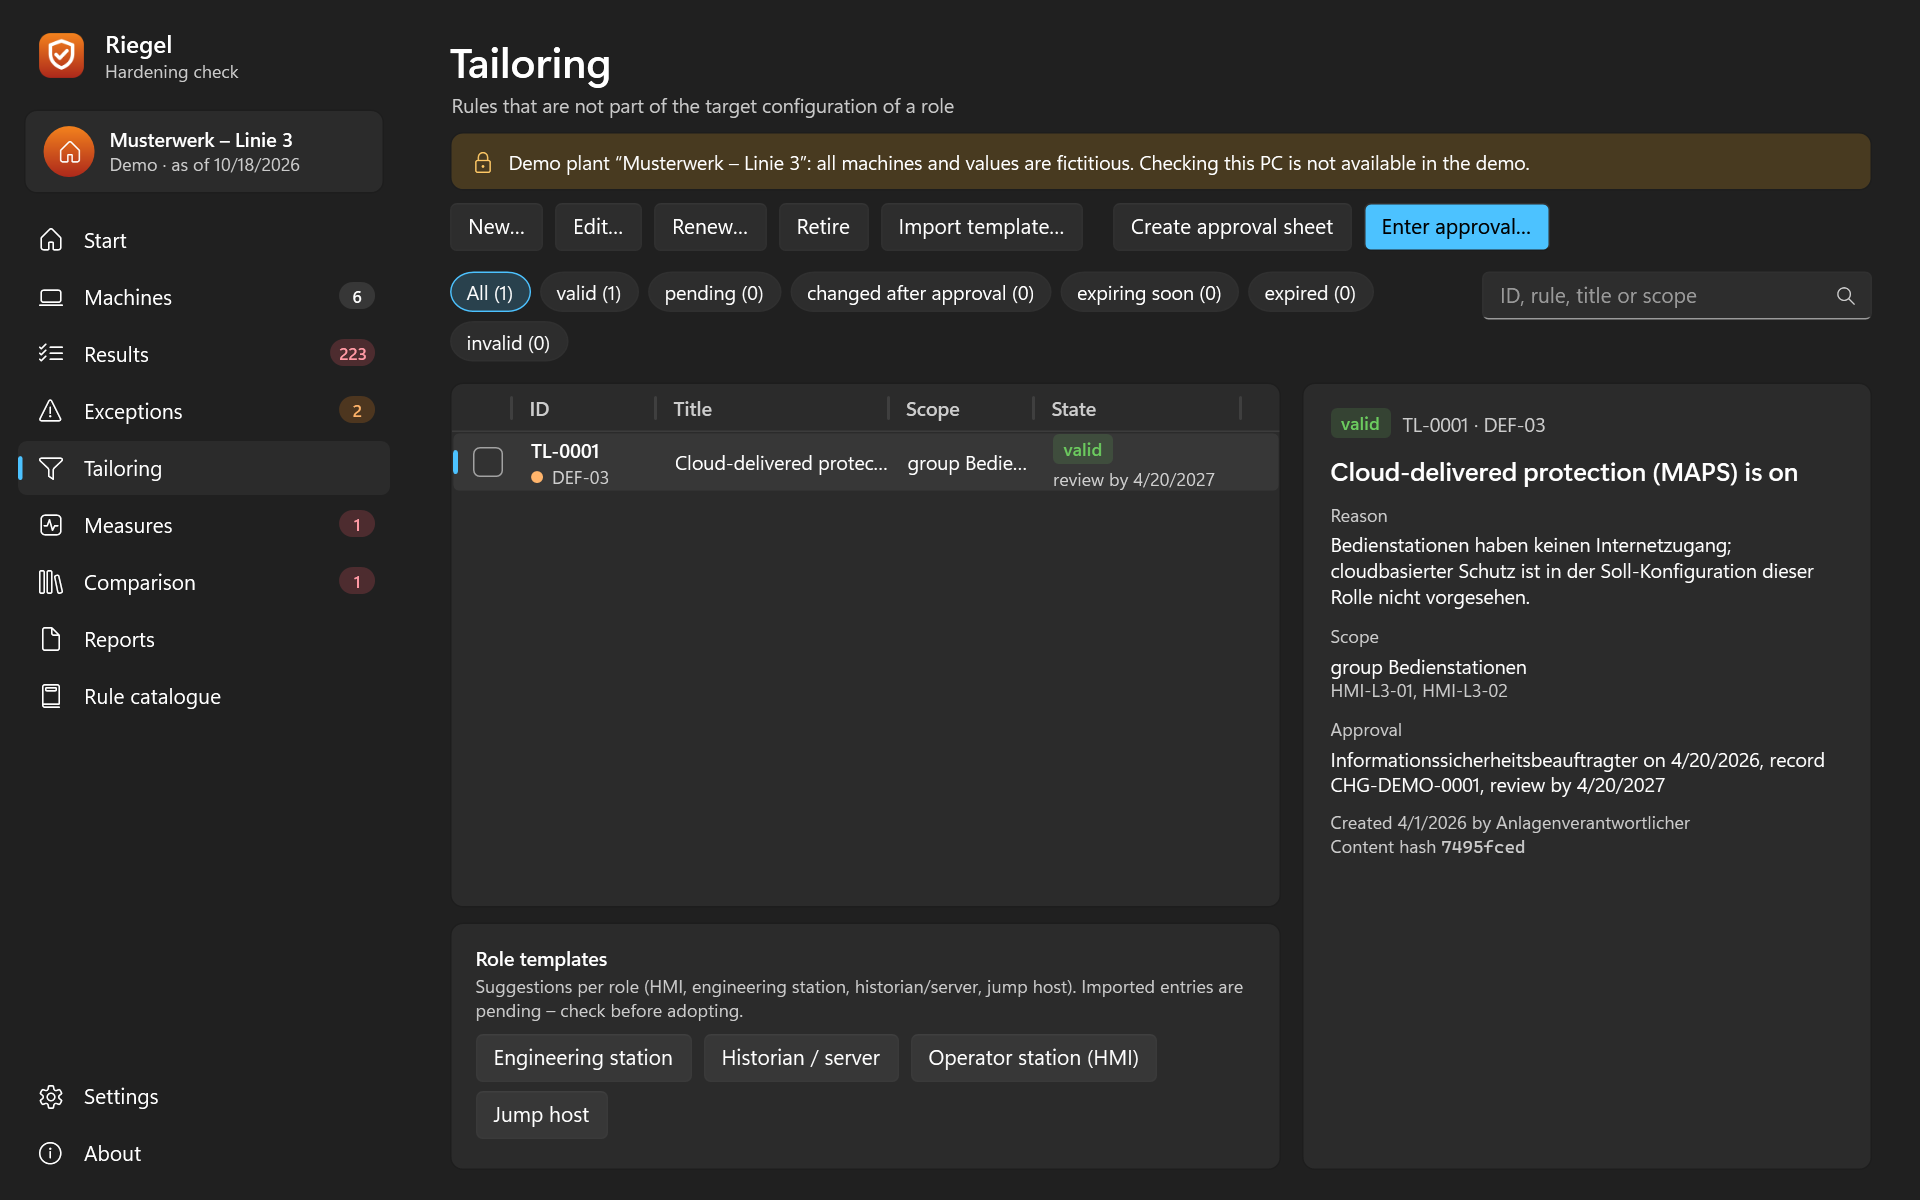 Riegel
Hardening check
Musterwerk – Linie 3
Demo · as of 10/18/2026
Start
Machines 6
Results 223
Exceptions 2
Tailoring
Measures 1
Comparison 1
Reports
Rule catalogue
Settings
About
Tailoring
Rules that are not part of the target configuration of a role
Demo plant “Musterwerk – Linie 3”: all machines and values are fictitious. Checking this PC is not available in the demo.
New... Edit... Renew... Retire Import template... Create approval sheet Enter approval...
All (1) valid (1) pending (0) changed after approval (0) expiring soon (0) expired (0)
invalid (0)
ID, rule, title or scope
ID Title Scope State
TL-0001
DEF-03
Cloud-delivered protec...
group Bedie...
valid
review by 4/20/2027
Role templates
Suggestions per role (HMI, engineering station, historian/server, jump host). Imported entries are
pending – check before adopting.
Engineering station Historian / server Operator station (HMI)
Jump host
valid TL-0001 · DEF-03
Cloud-delivered protection (MAPS) is on
Reason
Bedienstationen haben keinen Internetzugang;
cloudbasierter Schutz ist in der Soll-Konfiguration dieser
Rolle nicht vorgesehen.
Scope
group Bedienstationen
HMI-L3-01, HMI-L3-02
Approval
Informationssicherheitsbeauftragter on 4/20/2026, record
CHG-DEMO-0001, review by 4/20/2027
Created 4/1/2026 by Anlagenverantwortlicher
Content hash 7495fced